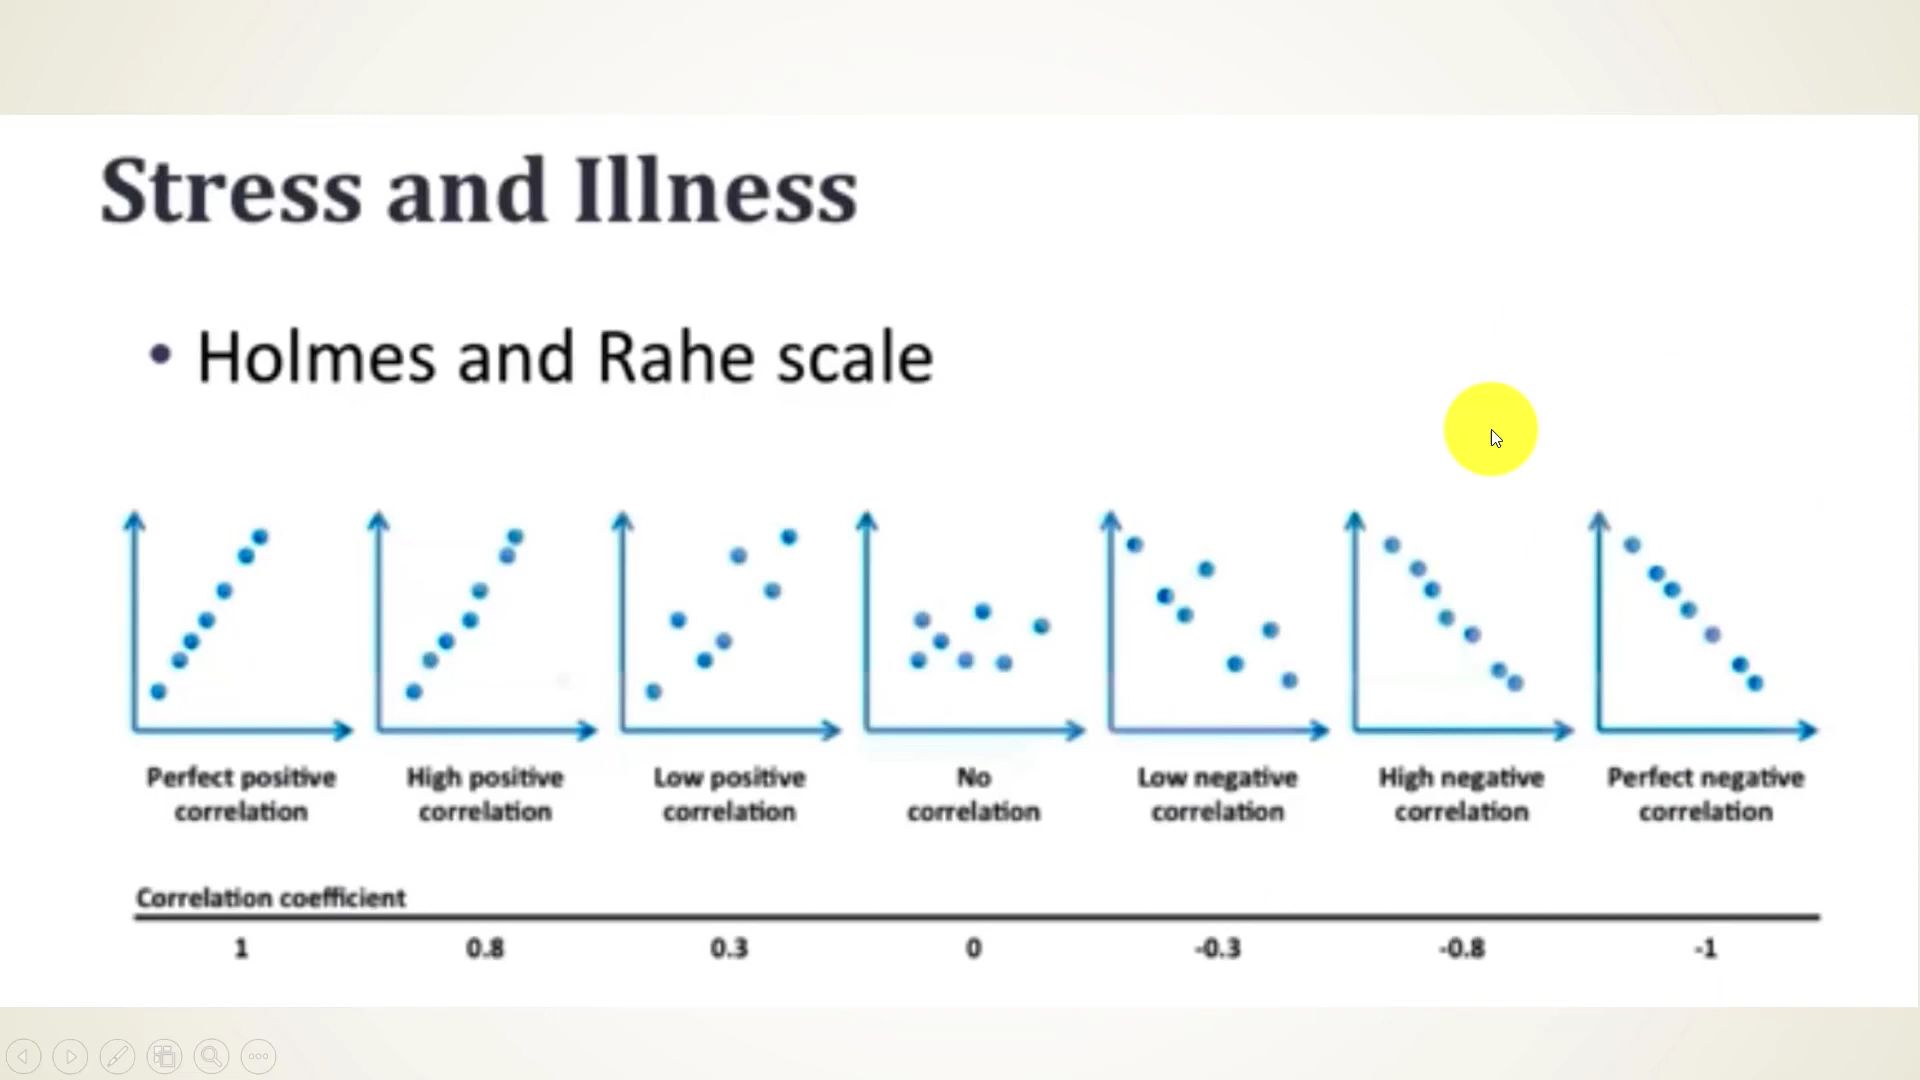 Stress and Illness
• Holmes and Rahe scale
Perfect positive
correlation
High positive
correlation
Low positive
correlation
No
correlation
Low negative
correlation
High negative
correlation
Perfect negative
correlation
Correlation coefficient
1 0.8 0.3 0 -0.3 -0.8 -1